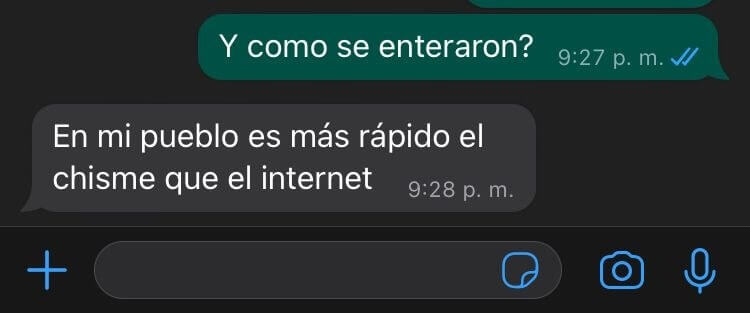 Y como se enteraron?
9:27 p. m.
En mi pueblo es más rápido el
chisme que el internet
9:28 p. m.